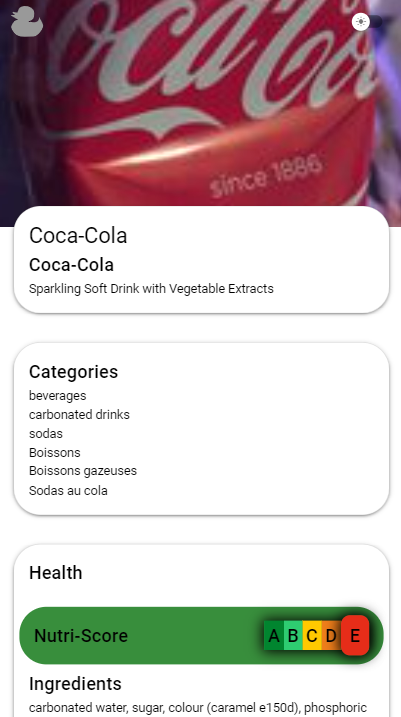 Coca-Cola
since 1886
Coca-Cola
Coca-Cola
Sparkling Soft Drink with Vegetable Extracts
Categories
beverages
carbonated drinks
sodas
Boissons
Boissons gazeuses
Sodas au cola
Health
Nutri-Score
A B C D E
Ingredients
carbonated water, sugar, colour (caramel e150d), phosphoric